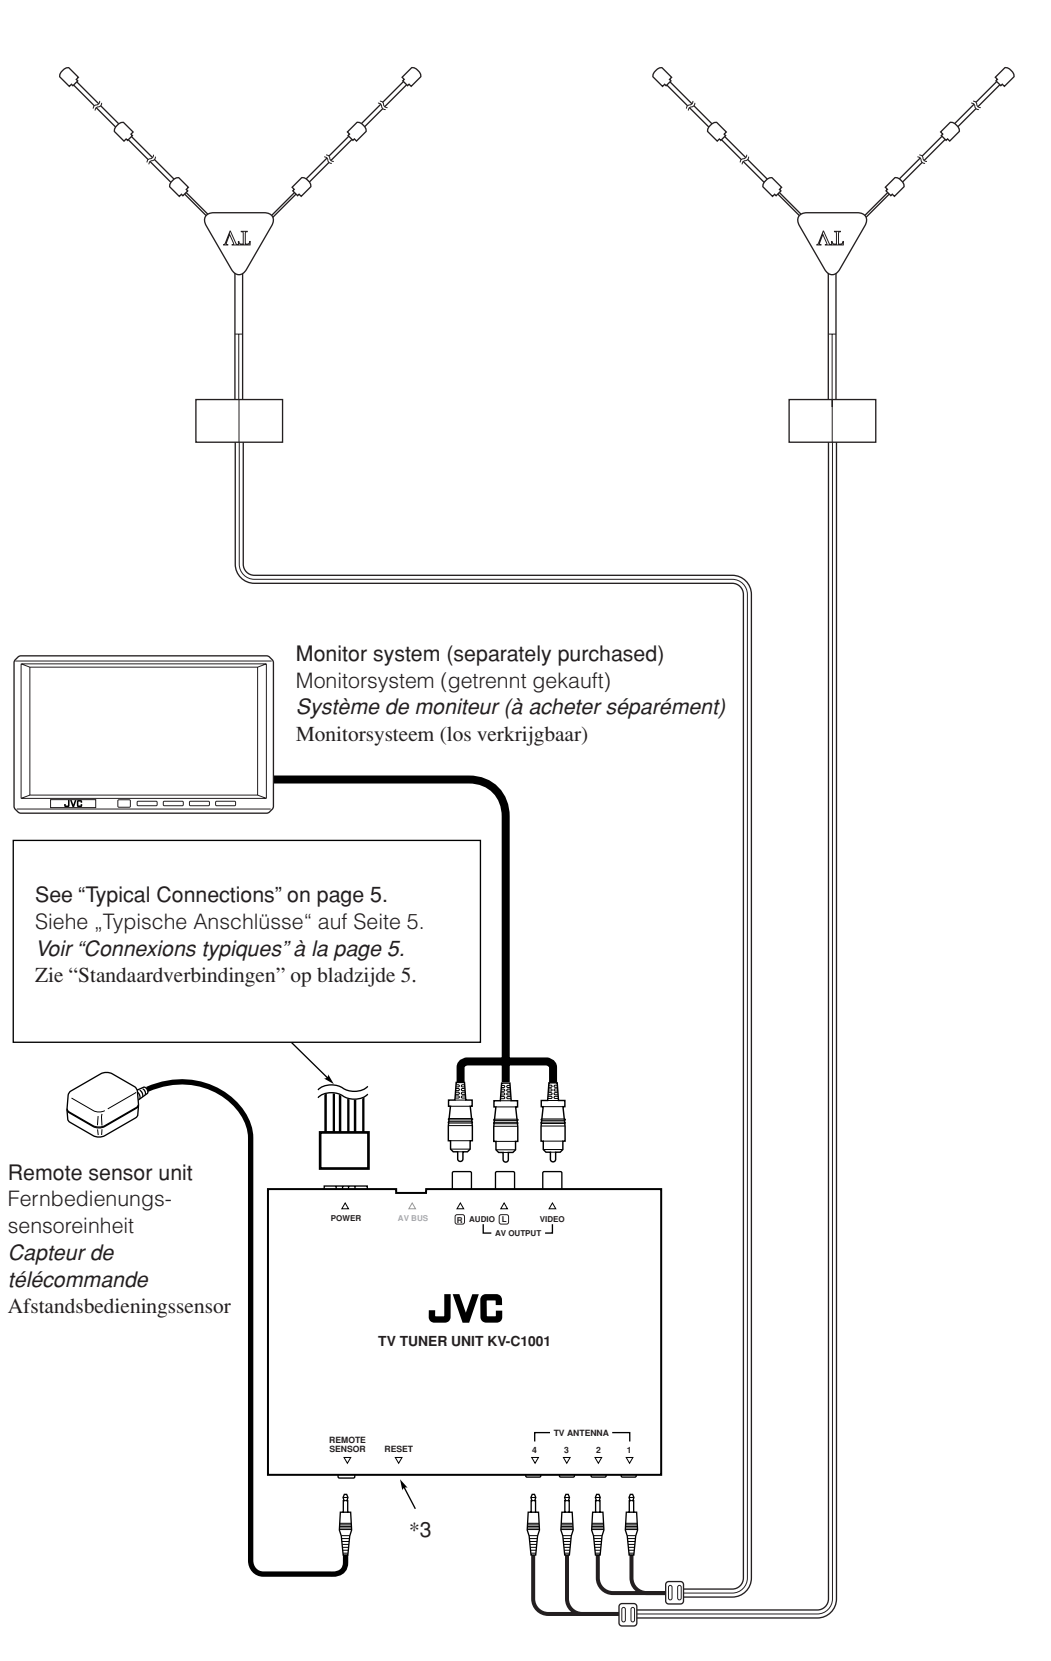 TV
TV
Monitor system (separately purchased)
Monitorsystem (getrennt gekauft)
Système de moniteur (à acheter séparément)
Monitorsysteem (los verkrijgbaar)
JVC
See “Typical Connections” on page 5.
Siehe „Typische Anschlüsse“ auf Seite 5.
Voir “Connexions typiques” à la page 5.
Zie “Standaardverbindingen” op bladzijde 5.
Remote sensor unit
Fernbedienungs-
sensoreinheit
Capteur de
télécommande
Afstandsbedieningssensor
POWER
AV BUS
R AUDIO L
VIDEO
AV OUTPUT
JVC
TV TUNER UNIT KV-C1001
REMOTE
SENSOR
RESET
TV ANTENNA
4 3 2 1
*3